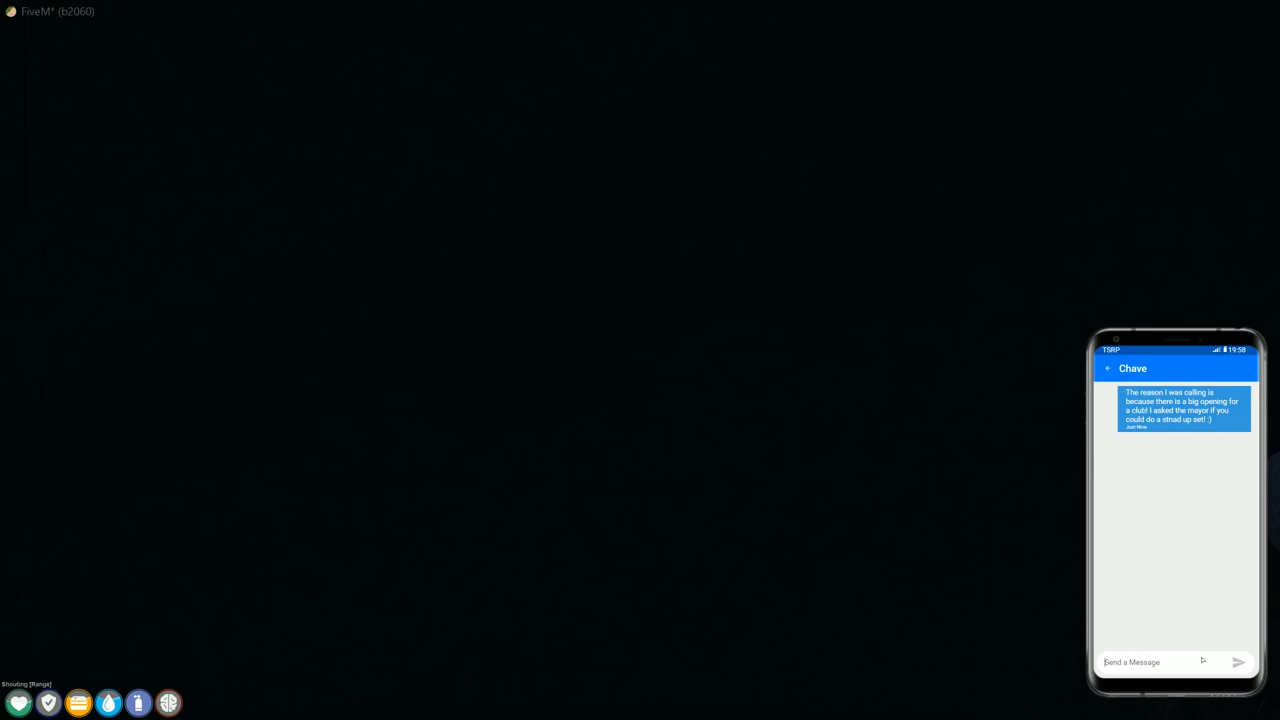 FiveM* (b2060)
TSRP 19:58
Chave
The reason I was calling is
because there is a big opening for
a club! I asked the mayor if you
could do a stnad up set! :)
Just Now
Send a Message
Shouting [Range]